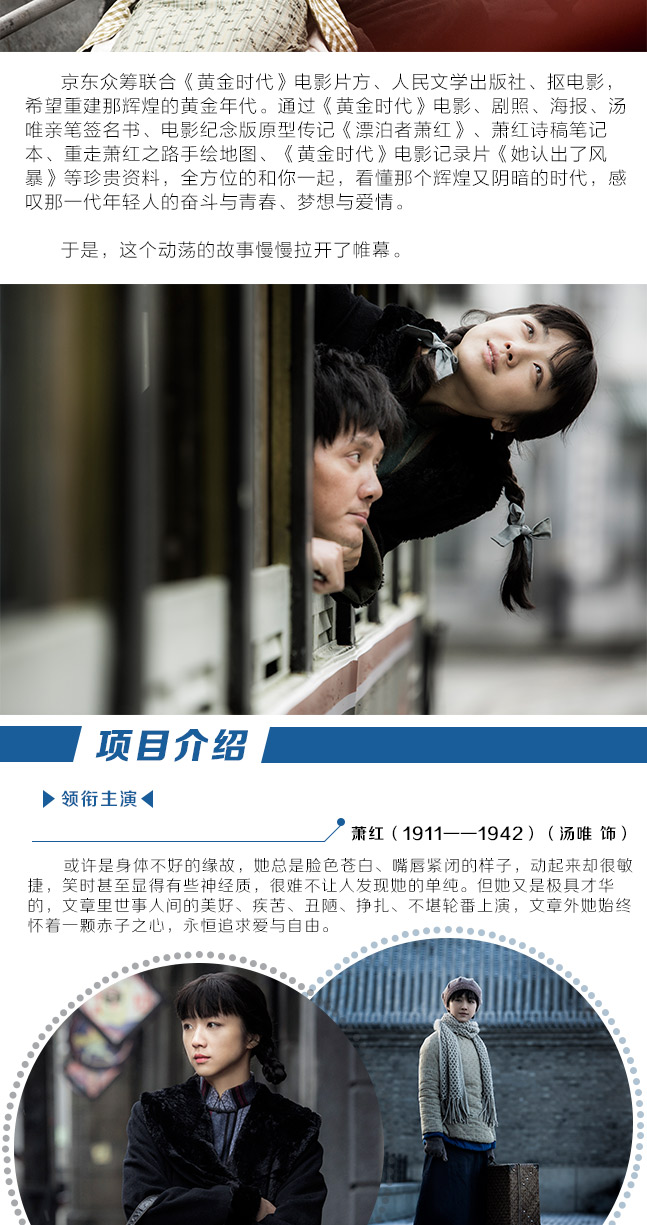 京东众筹联合《黄金时代》电影片方、人民文学出版社、抠电影，
希望重建那辉煌的黄金年代。通过《黄金时代》电影、剧照、海报、汤
唯亲笔签名书、电影纪念版原型传记《漂泊者萧红》、萧红诗稿笔记
本、重走萧红之路手绘地图、《黄金时代》电影记录片《她认出了风
暴》等珍贵资料，全方位的和你一起，看懂那个辉煌又阴暗的时代，感
叹那一代年轻人的奋斗与青春、梦想与爱情。
于是，这个动荡的故事慢慢拉开了帷幕。
项目介绍
领衔主演
萧红（1911——1942）（汤唯 饰）
或许是身体不好的缘故，她总是脸色苍白、嘴唇紧闭的样子，动起来却很敏
捷，笑时甚至显得有些神经质，很难不让人发现她的单纯。但她又是极具才华
的，文章里世事人间的美好、疾苦、丑陋、挣扎、不堪轮番上演，文章外她始终
怀着一颗赤子之心，永恒追求爱与自由。